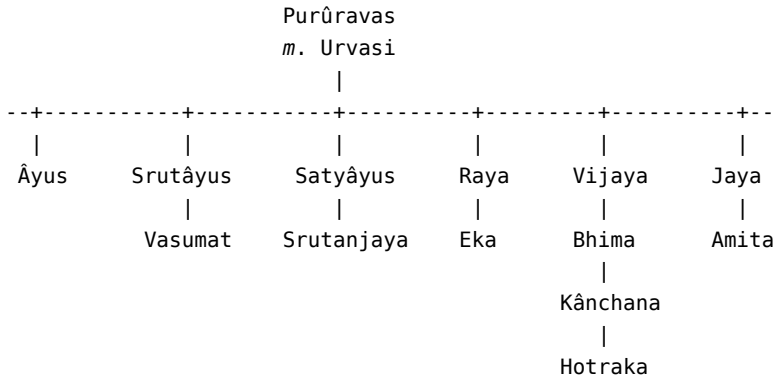 Purûravas
m. Urvasi
|
--+-----------+-----------+----------+---------+----------+--
| | | | | |
Âyus Srutâyus Satyâyus Raya Vijaya Jaya
| | | | |
Vasumat Srutanjaya Eka Bhima Amita
|
Kânchana
|
Hotraka